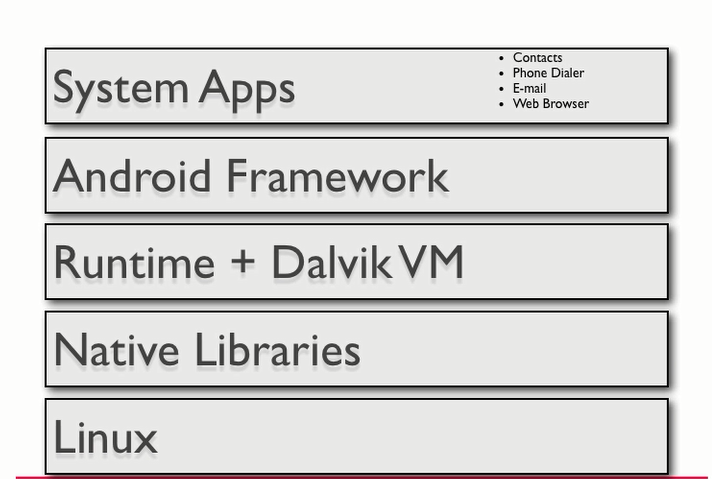 System Apps
• Contacts
• Phone Dialer
• E-mail
• Web Browser
Android Framework
Runtime + Dalvik VM
Native Libraries
Linux